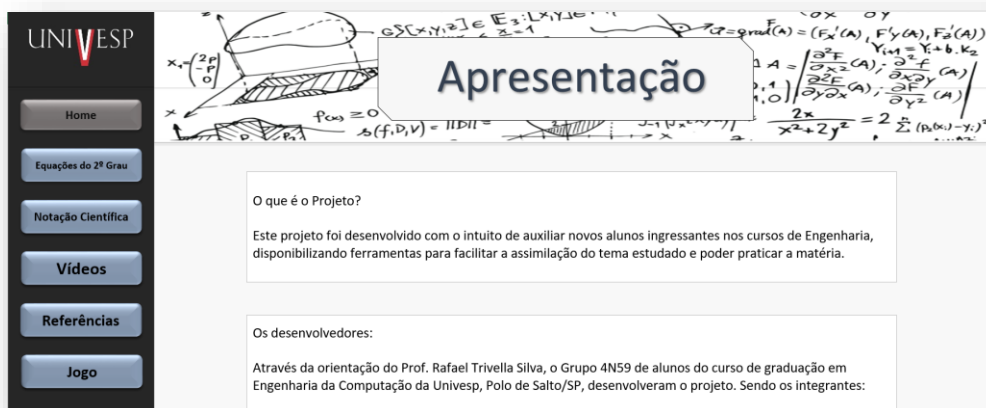 UNIVESP
Home
Equações do 2º Grau
Notação Científica
Vídeos
Referências
Jogo
Apresentação
O que é o Projeto?
Este projeto foi desenvolvido com o intuito de auxiliar novos alunos ingressantes nos cursos de Engenharia,
disponibilizando ferramentas para facilitar a assimilação do tema estudado e poder praticar a matéria.
Os desenvolvedores:
Através da orientação do Prof. Rafael Trivella Silva, o Grupo 4N59 de alunos do curso de graduação em
Engenharia da Computação da Univesp, Polo de Salto/SP, desenvolveram o projeto. Sendo os integrantes: